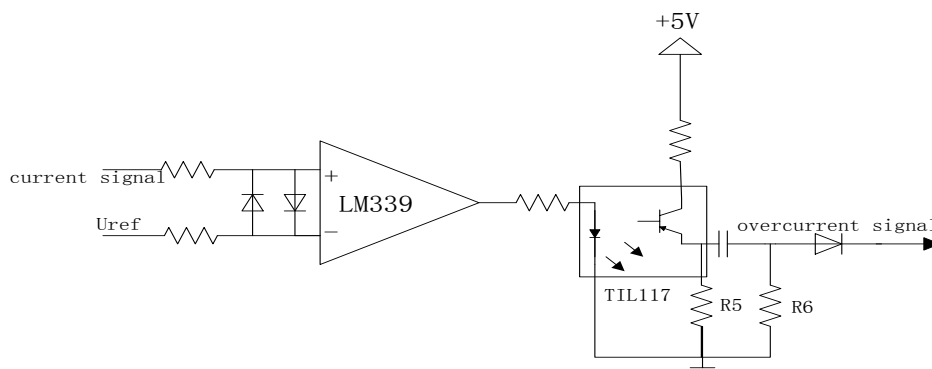 +5V
current signal
+
LM339
Uref
−
overcurrent signal
TIL117
R5
R6